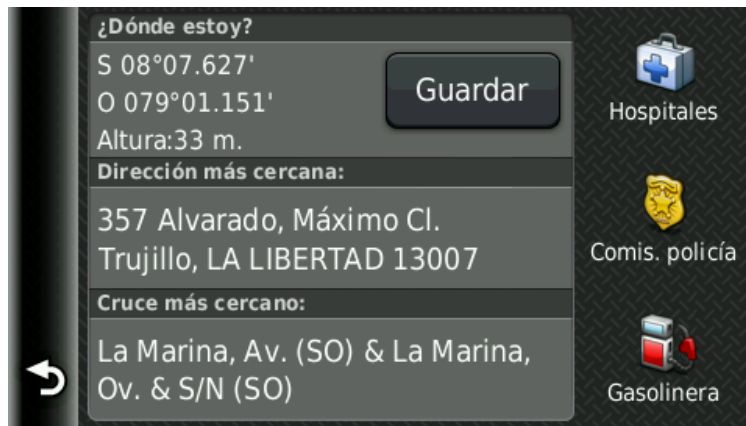 ¿Dónde estoy?
S 08°07.627'
O 079°01.151'
Altura:33 m.
Guardar
Dirección más cercana:
357 Alvarado, Máximo Cl.
Trujillo, LA LIBERTAD 13007
Cruce más cercano:
La Marina, Av. (SO) & La Marina,
Ov. & S/N (SO)
Hospitales
Comis. policía
Gasolinera